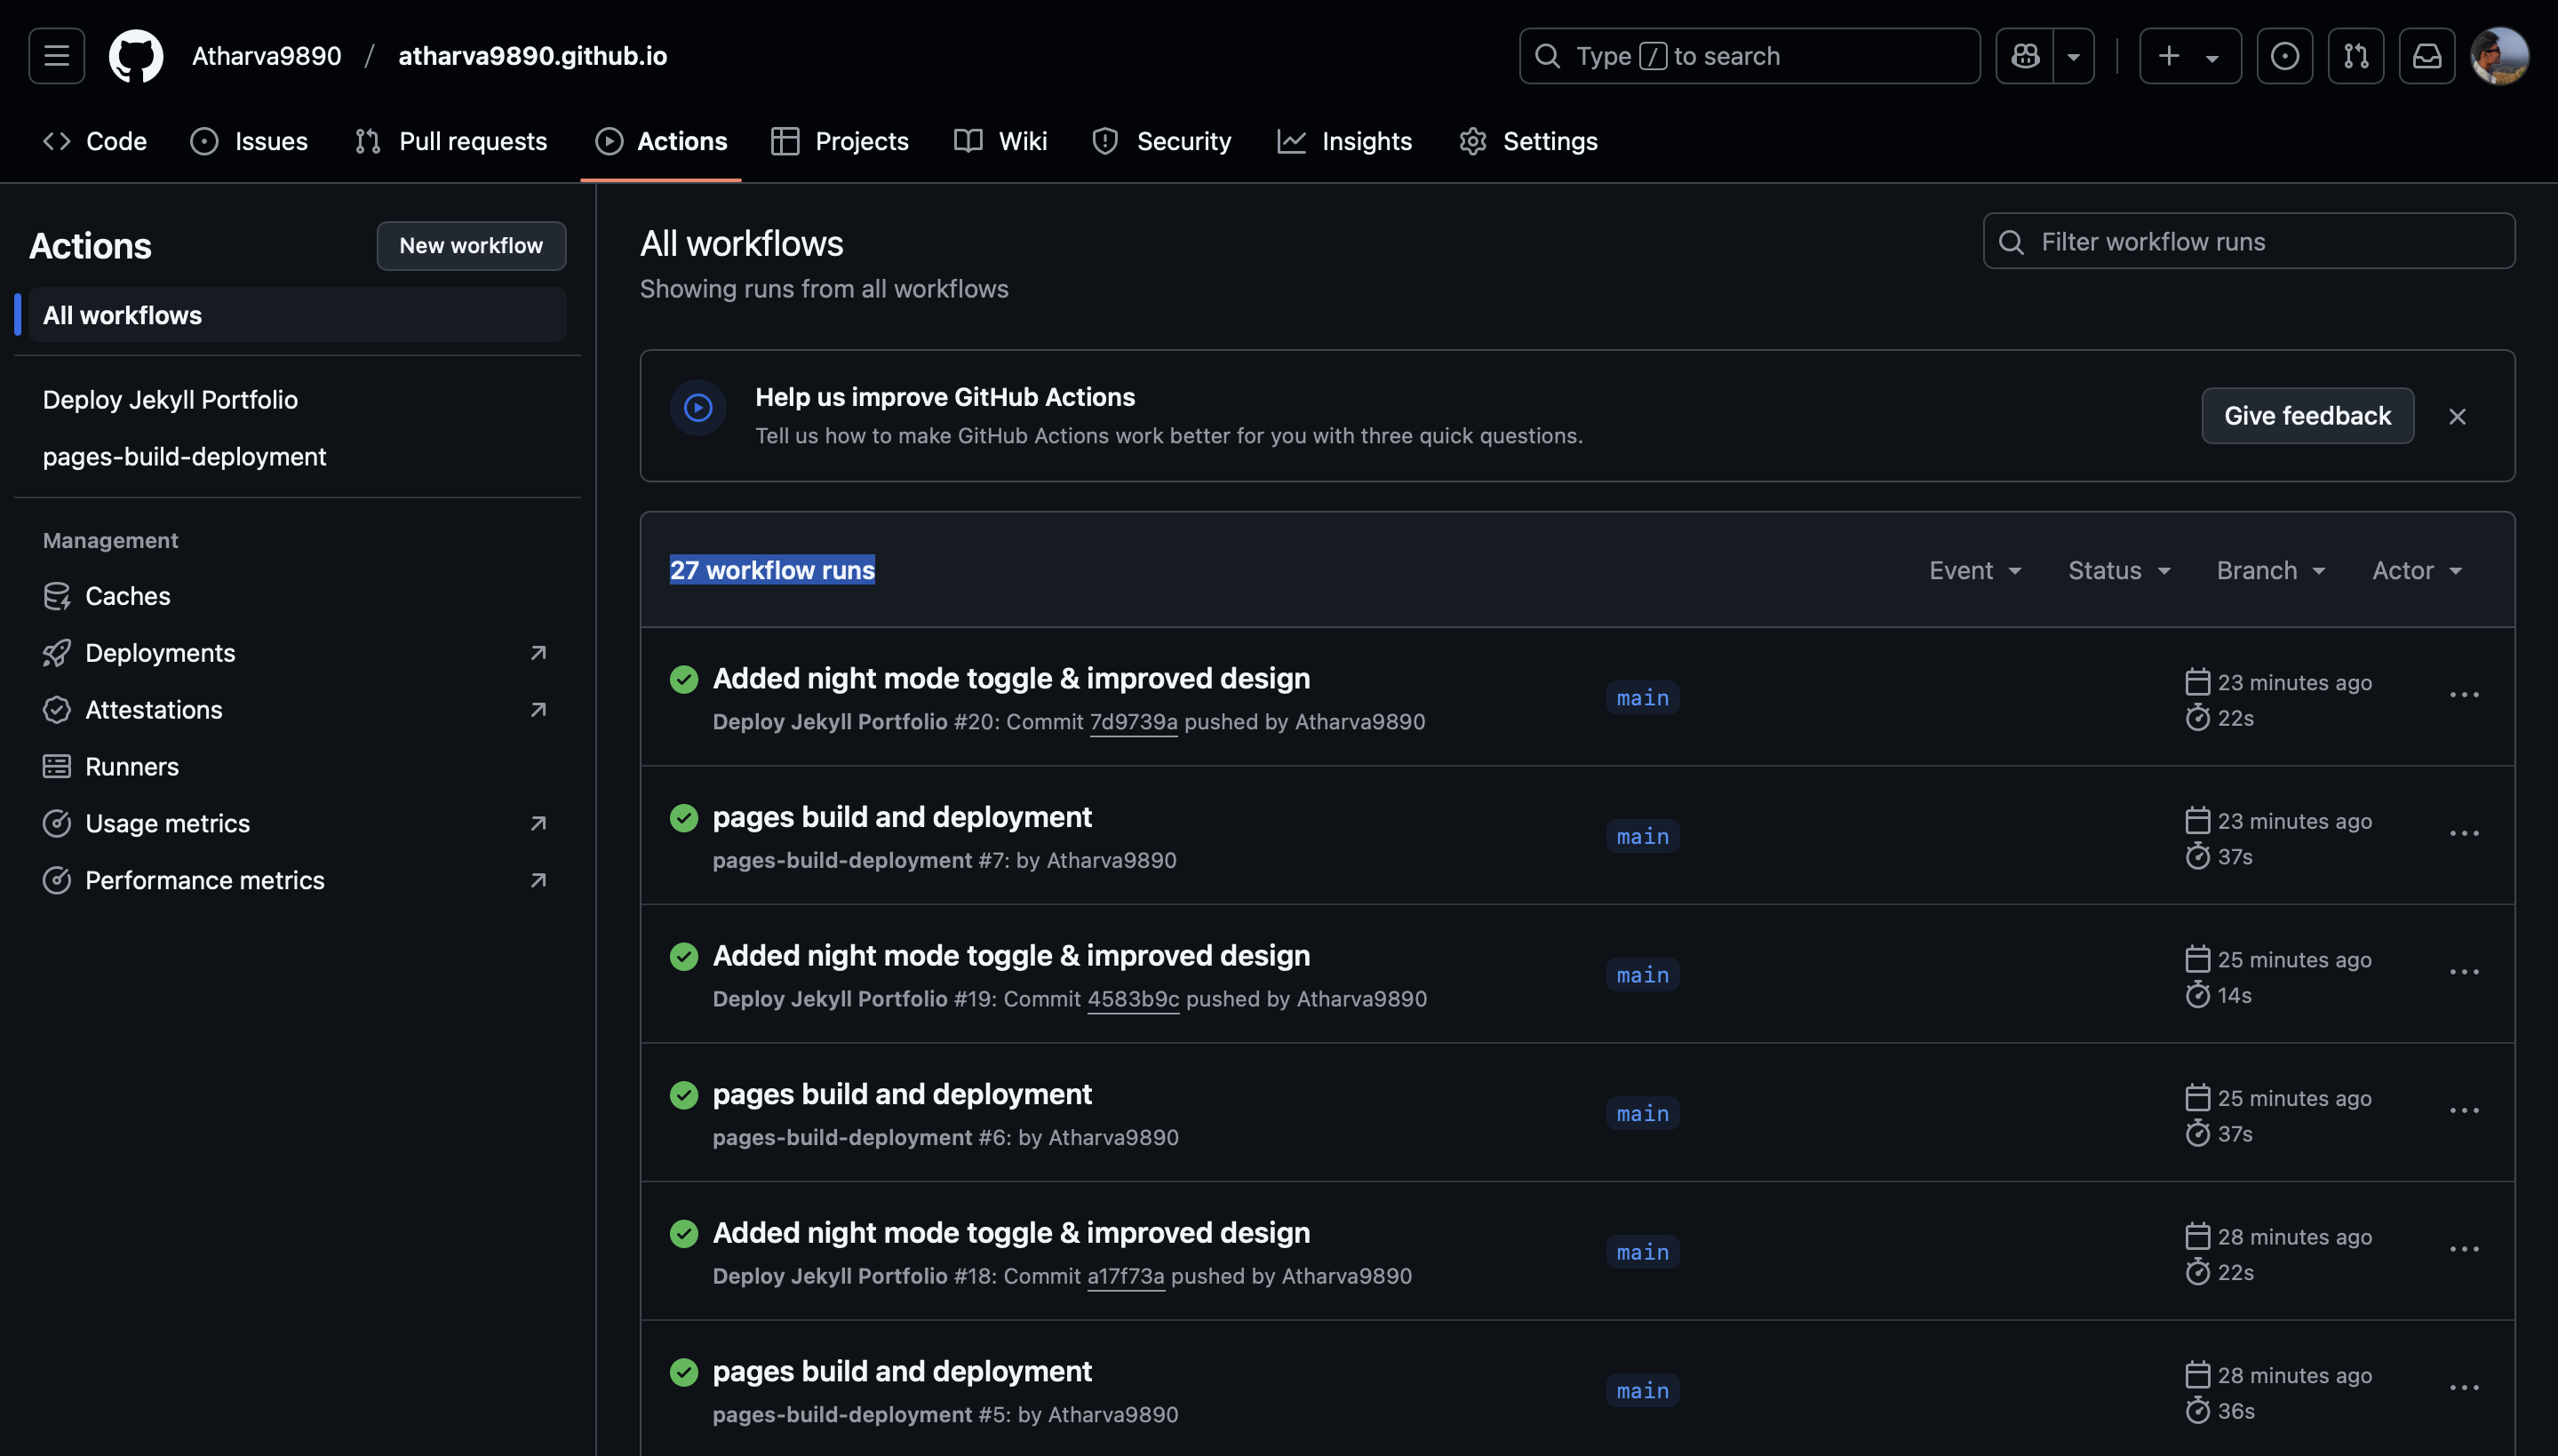 Atharva9890 / atharva9890.github.io
Type / to search
Code Issues Pull requests Actions Projects Wiki Security Insights Settings
Actions
New workflow
All workflows
Deploy Jekyll Portfolio
pages-build-deployment
Management
Caches
Deployments
Attestations
Runners
Usage metrics
Performance metrics
All workflows
Showing runs from all workflows
Filter workflow runs
Help us improve GitHub Actions
Tell us how to make GitHub Actions work better for you with three quick questions.
Give feedback
27 workflow runs
Event Status Branch Actor
Added night mode toggle & improved design
Deploy Jekyll Portfolio #20: Commit 7d9739a pushed by Atharva9890
main
23 minutes ago
22s
pages build and deployment
pages-build-deployment #7: by Atharva9890
main
23 minutes ago
37s
Added night mode toggle & improved design
Deploy Jekyll Portfolio #19: Commit 4583b9c pushed by Atharva9890
main
25 minutes ago
14s
pages build and deployment
pages-build-deployment #6: by Atharva9890
main
25 minutes ago
37s
Added night mode toggle & improved design
Deploy Jekyll Portfolio #18: Commit a17f73a pushed by Atharva9890
main
28 minutes ago
22s
pages build and deployment
pages-build-deployment #5: by Atharva9890
main
28 minutes ago
36s